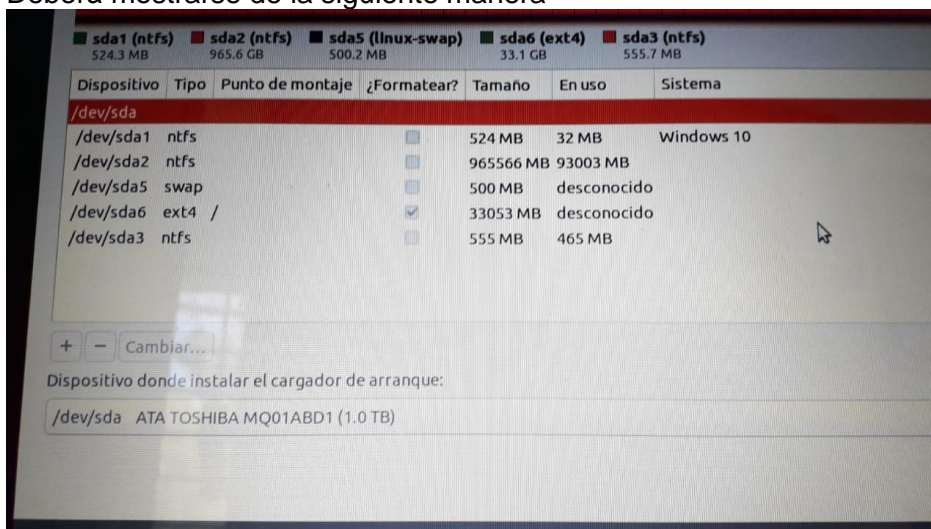 Deberá mostrarse de la siguiente manera
sda1 (ntfs) sda2 (ntfs) sda5 (linux-swap) sda6 (ext4) sda3 (ntfs)
524.3 MB 965.6 GB 500.2 MB 33.1 GB 555.7 MB
Dispositivo Tipo Punto de montaje ¿Formatear? Tamaño En uso Sistema
/dev/sda
/dev/sda1 ntfs 524 MB 32 MB Windows 10
/dev/sda2 ntfs 965566 MB 93003 MB
/dev/sda5 swap 500 MB desconocido
/dev/sda6 ext4 / 33053 MB desconocido
/dev/sda3 ntfs 555 MB 465 MB
+ - Cambiar...
Dispositivo donde instalar el cargador de arranque:
/dev/sda ATA TOSHIBA MQ01ABD1 (1.0 TB)